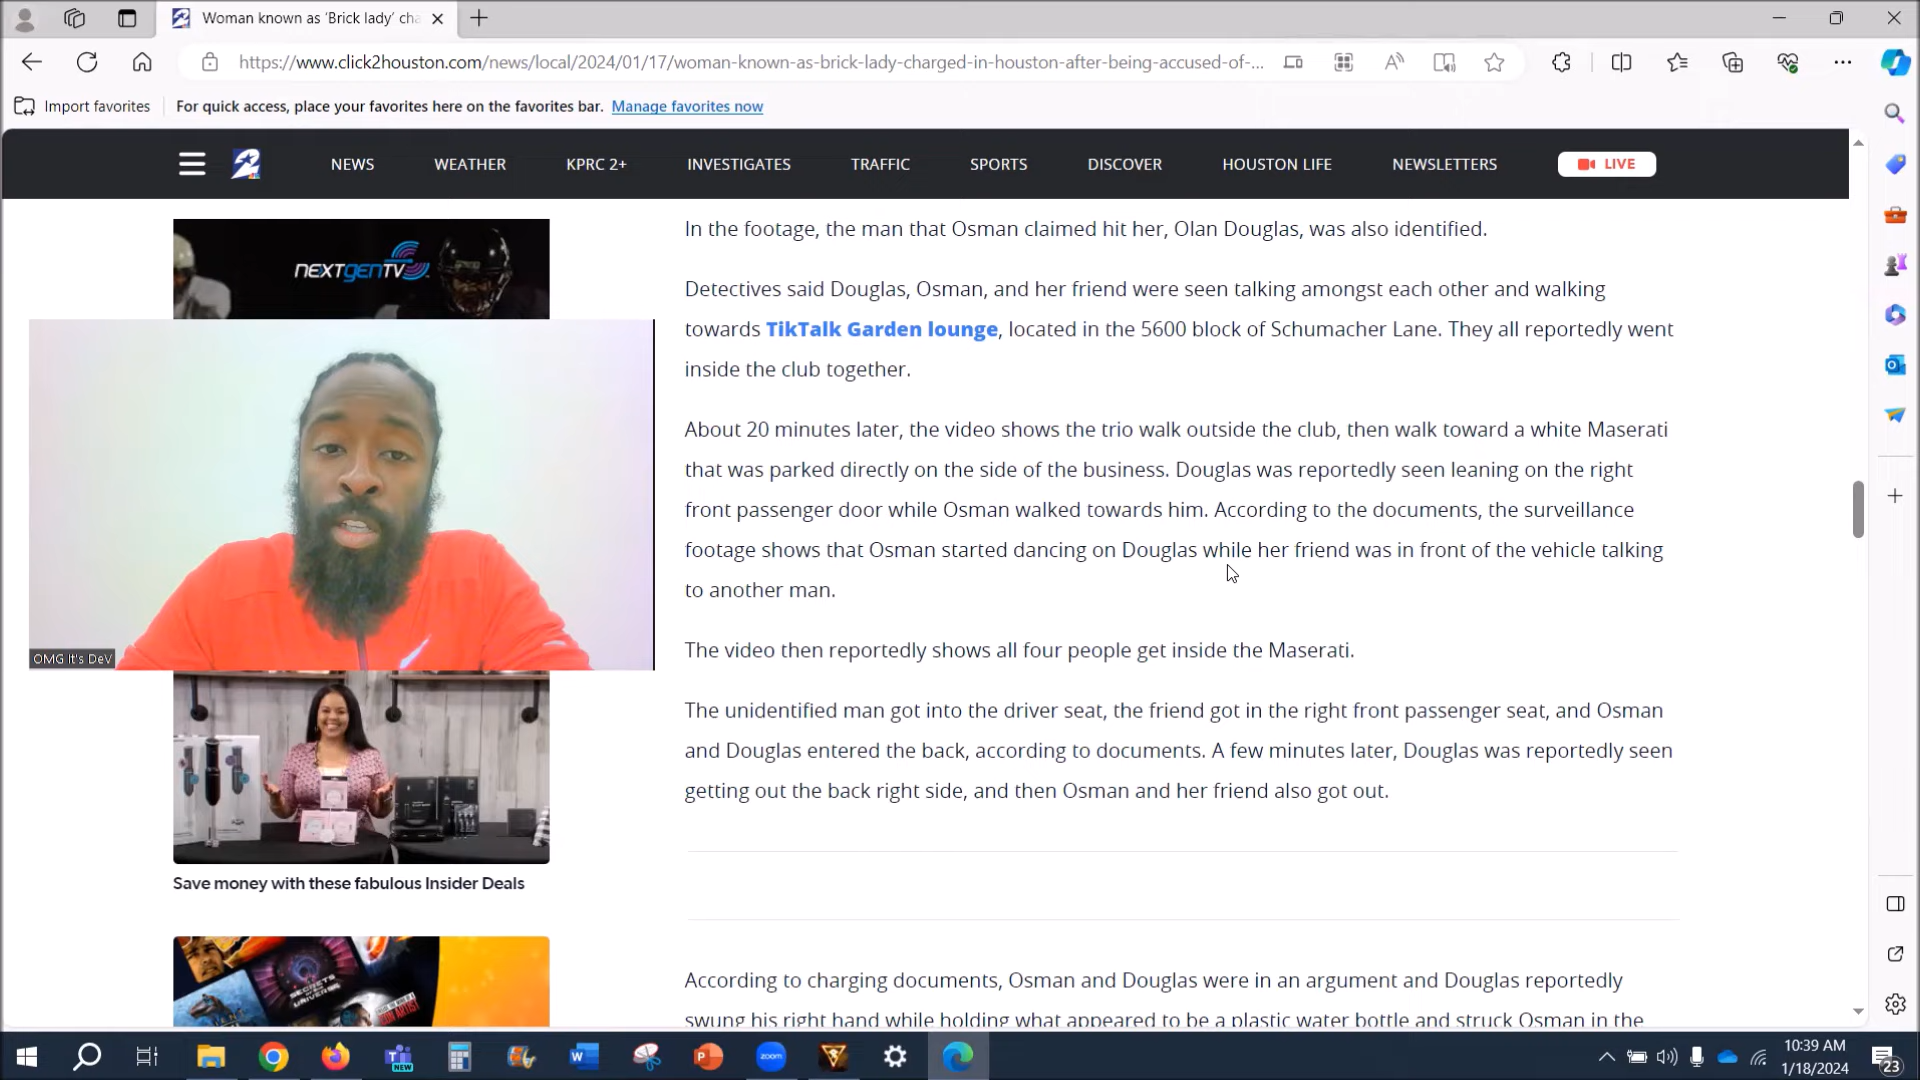 Woman known as ‘Brick lady’ cha
https://www.click2houston.com/news/local/2024/01/17/woman-known-as-brick-lady-charged-in-houston-after-being-accused-of-...
Import favorites
For quick access, place your favorites here on the favorites bar. Manage favorites now
2
NEWS WEATHER KPRC 2+ INVESTIGATES TRAFFIC SPORTS DISCOVER HOUSTON LIFE NEWSLETTERS LIVE
NEXTGENTV
OMG It's DeV
Save money with these fabulous Insider Deals
SECRETS
UNIVERSE
In the footage, the man that Osman claimed hit her, Olan Douglas, was also identified.
Detectives said Douglas, Osman, and her friend were seen talking amongst each other and walking
towards TikTalk Garden lounge, located in the 5600 block of Schumacher Lane. They all reportedly went
inside the club together.
About 20 minutes later, the video shows the trio walk outside the club, then walk toward a white Maserati
that was parked directly on the side of the business. Douglas was reportedly seen leaning on the right
front passenger door while Osman walked towards him. According to the documents, the surveillance
footage shows that Osman started dancing on Douglas while her friend was in front of the vehicle talking
to another man.
The video then reportedly shows all four people get inside the Maserati.
The unidentified man got into the driver seat, the friend got in the right front passenger seat, and Osman
and Douglas entered the back, according to documents. A few minutes later, Douglas was reportedly seen
getting out the back right side, and then Osman and her friend also got out.
According to charging documents, Osman and Douglas were in an argument and Douglas reportedly
swung his right hand while holding what appeared to be a plastic water bottle and struck Osman in the
NEW
zoom
10:39 AM
1/18/2024
23